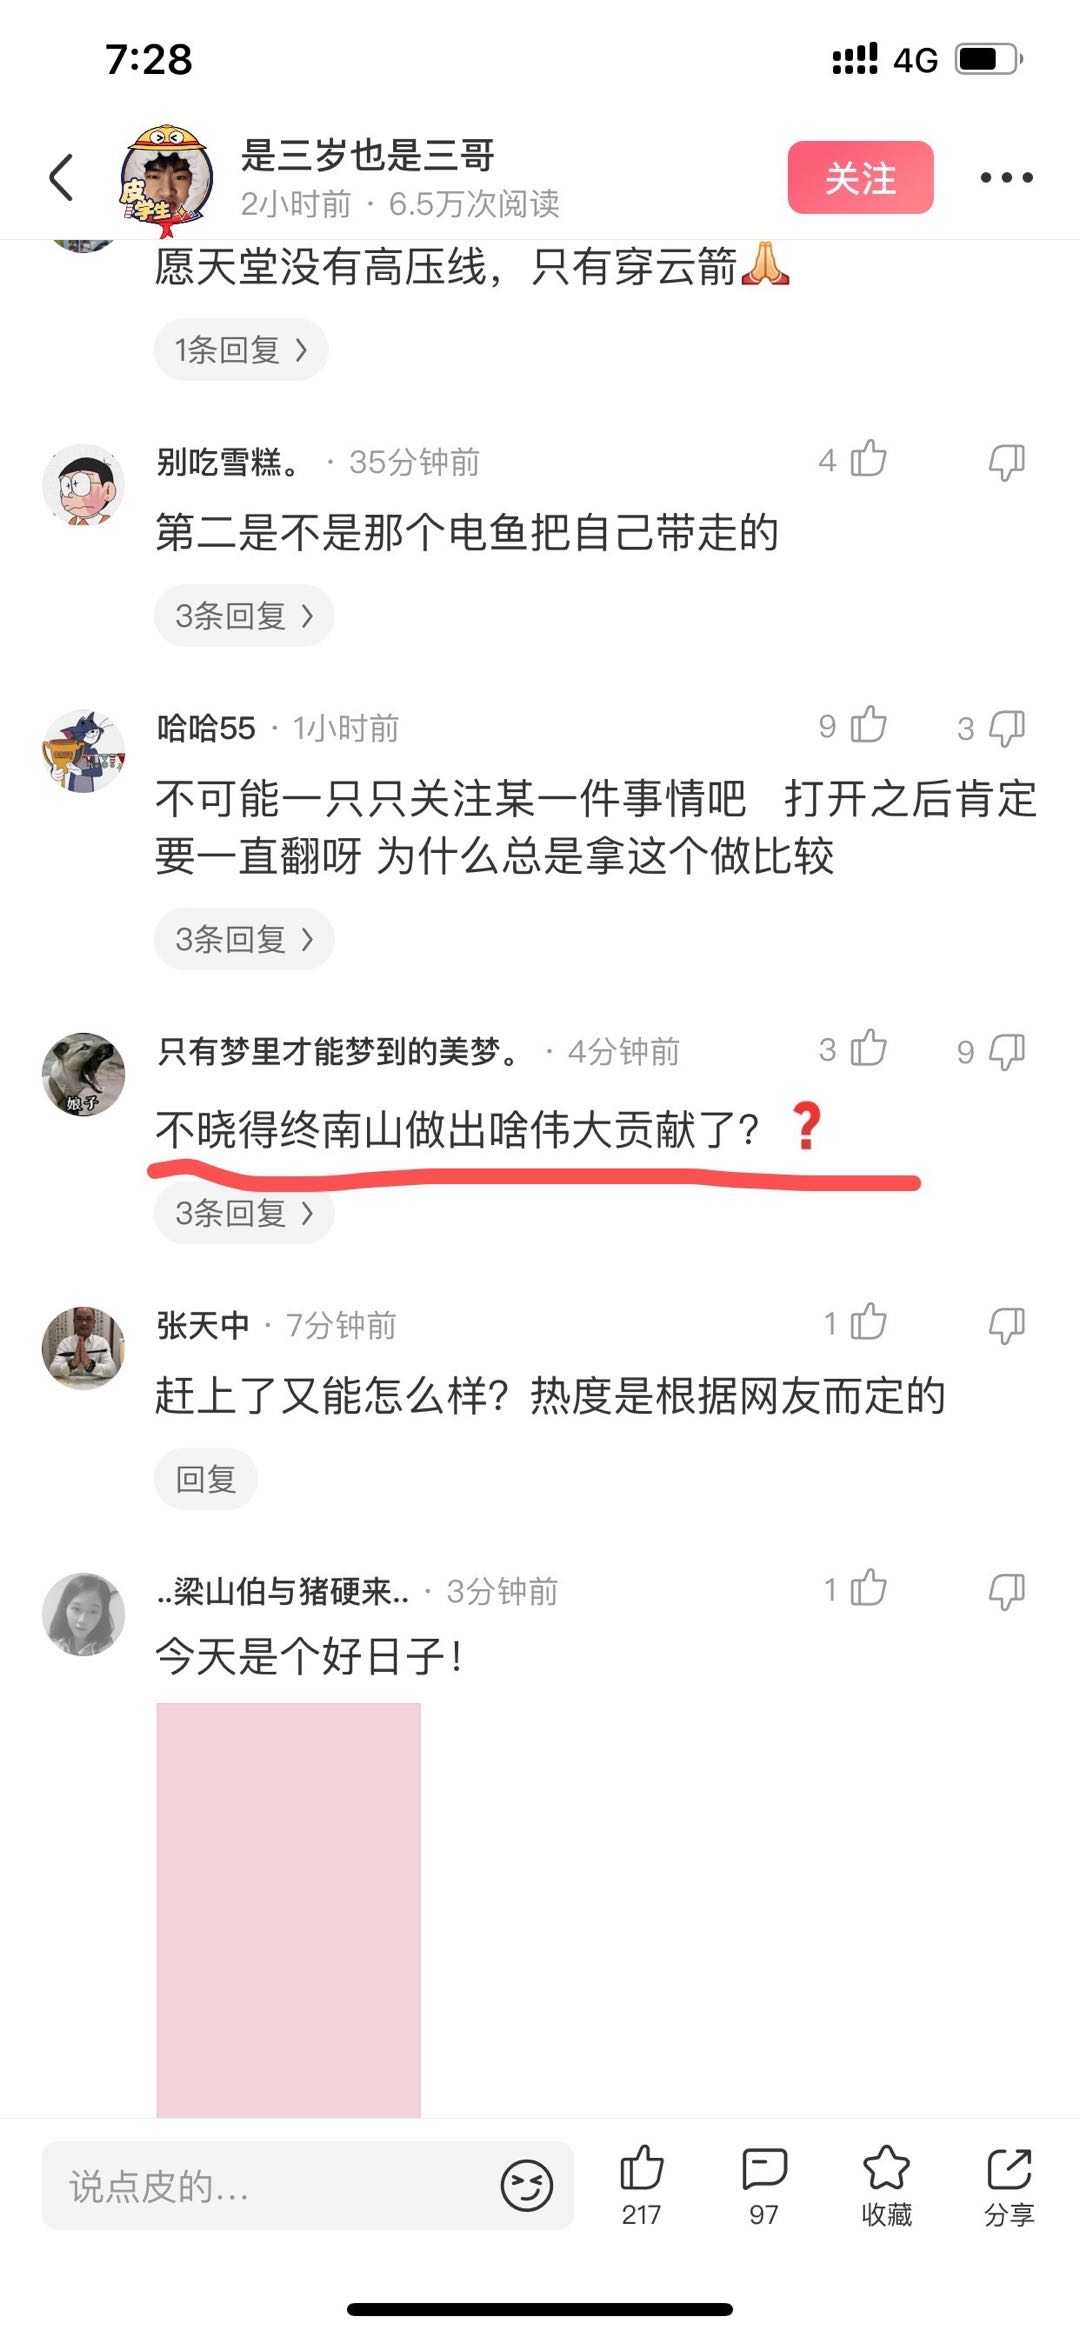 7:28
4G
是三岁也是三哥
2小时前 · 6.5万次阅读
关注
皮
学生
愿天堂没有高压线，只有穿云箭🙏
1条回复
别吃雪糕。 · 35分钟前
4
第二是不是那个电鱼把自己带走的
3条回复
哈哈55 · 1小时前
9
3
不可能一只只关注某一件事情吧 打开之后肯定
要一直翻呀 为什么总是拿这个做比较
3条回复
只有梦里才能梦到的美梦。 · 4分钟前
3
9
娘子
不晓得终南山做出啥伟大贡献了？❓
3条回复
张天中 · 7分钟前
1
赶上了又能怎么样？热度是根据网友而定的
回复
..梁山伯与猪硬来.. · 3分钟前
1
今天是个好日子！
说点皮的...
217
97
收藏
分享